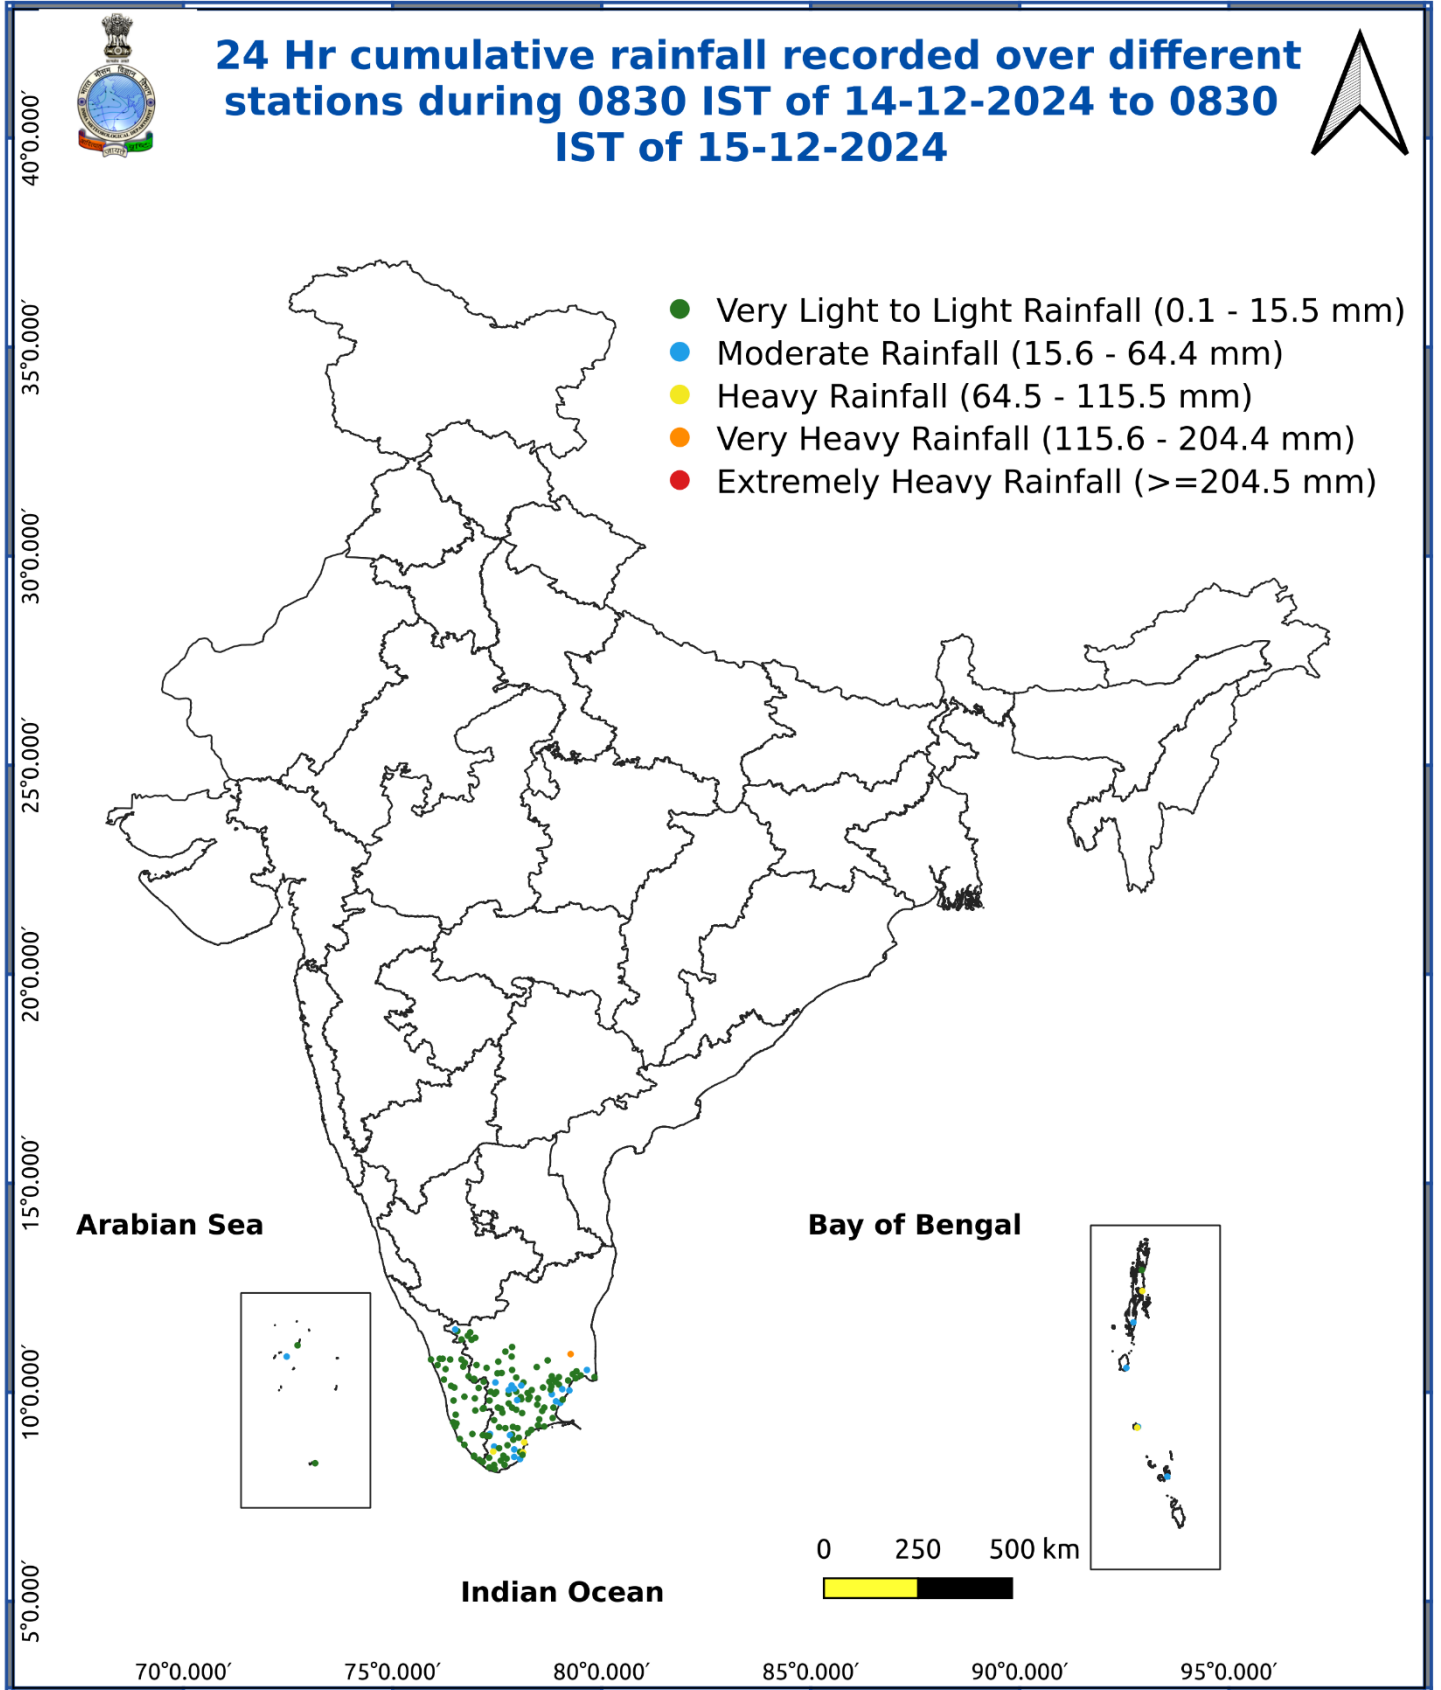 24 Hr cumulative rainfall recorded over different
stations during 0830 IST of 14-12-2024 to 0830
IST of 15-12-2024
Very Light to Light Rainfall (0.1 - 15.5 mm)
Moderate Rainfall (15.6 - 64.4 mm)
Heavy Rainfall (64.5 - 115.5 mm)
Very Heavy Rainfall (115.6 - 204.4 mm)
Extremely Heavy Rainfall (>=204.5 mm)
40°0.000′
35°0.000′
30°0.000′
25°0.000′
20°0.000′
15°0.000′
10°0.000′
5°0.000′
Arabian Sea
Bay of Bengal
Indian Ocean
0 250 500 km
70°0.000′ 75°0.000′ 80°0.000′ 85°0.000′ 90°0.000′ 95°0.000′